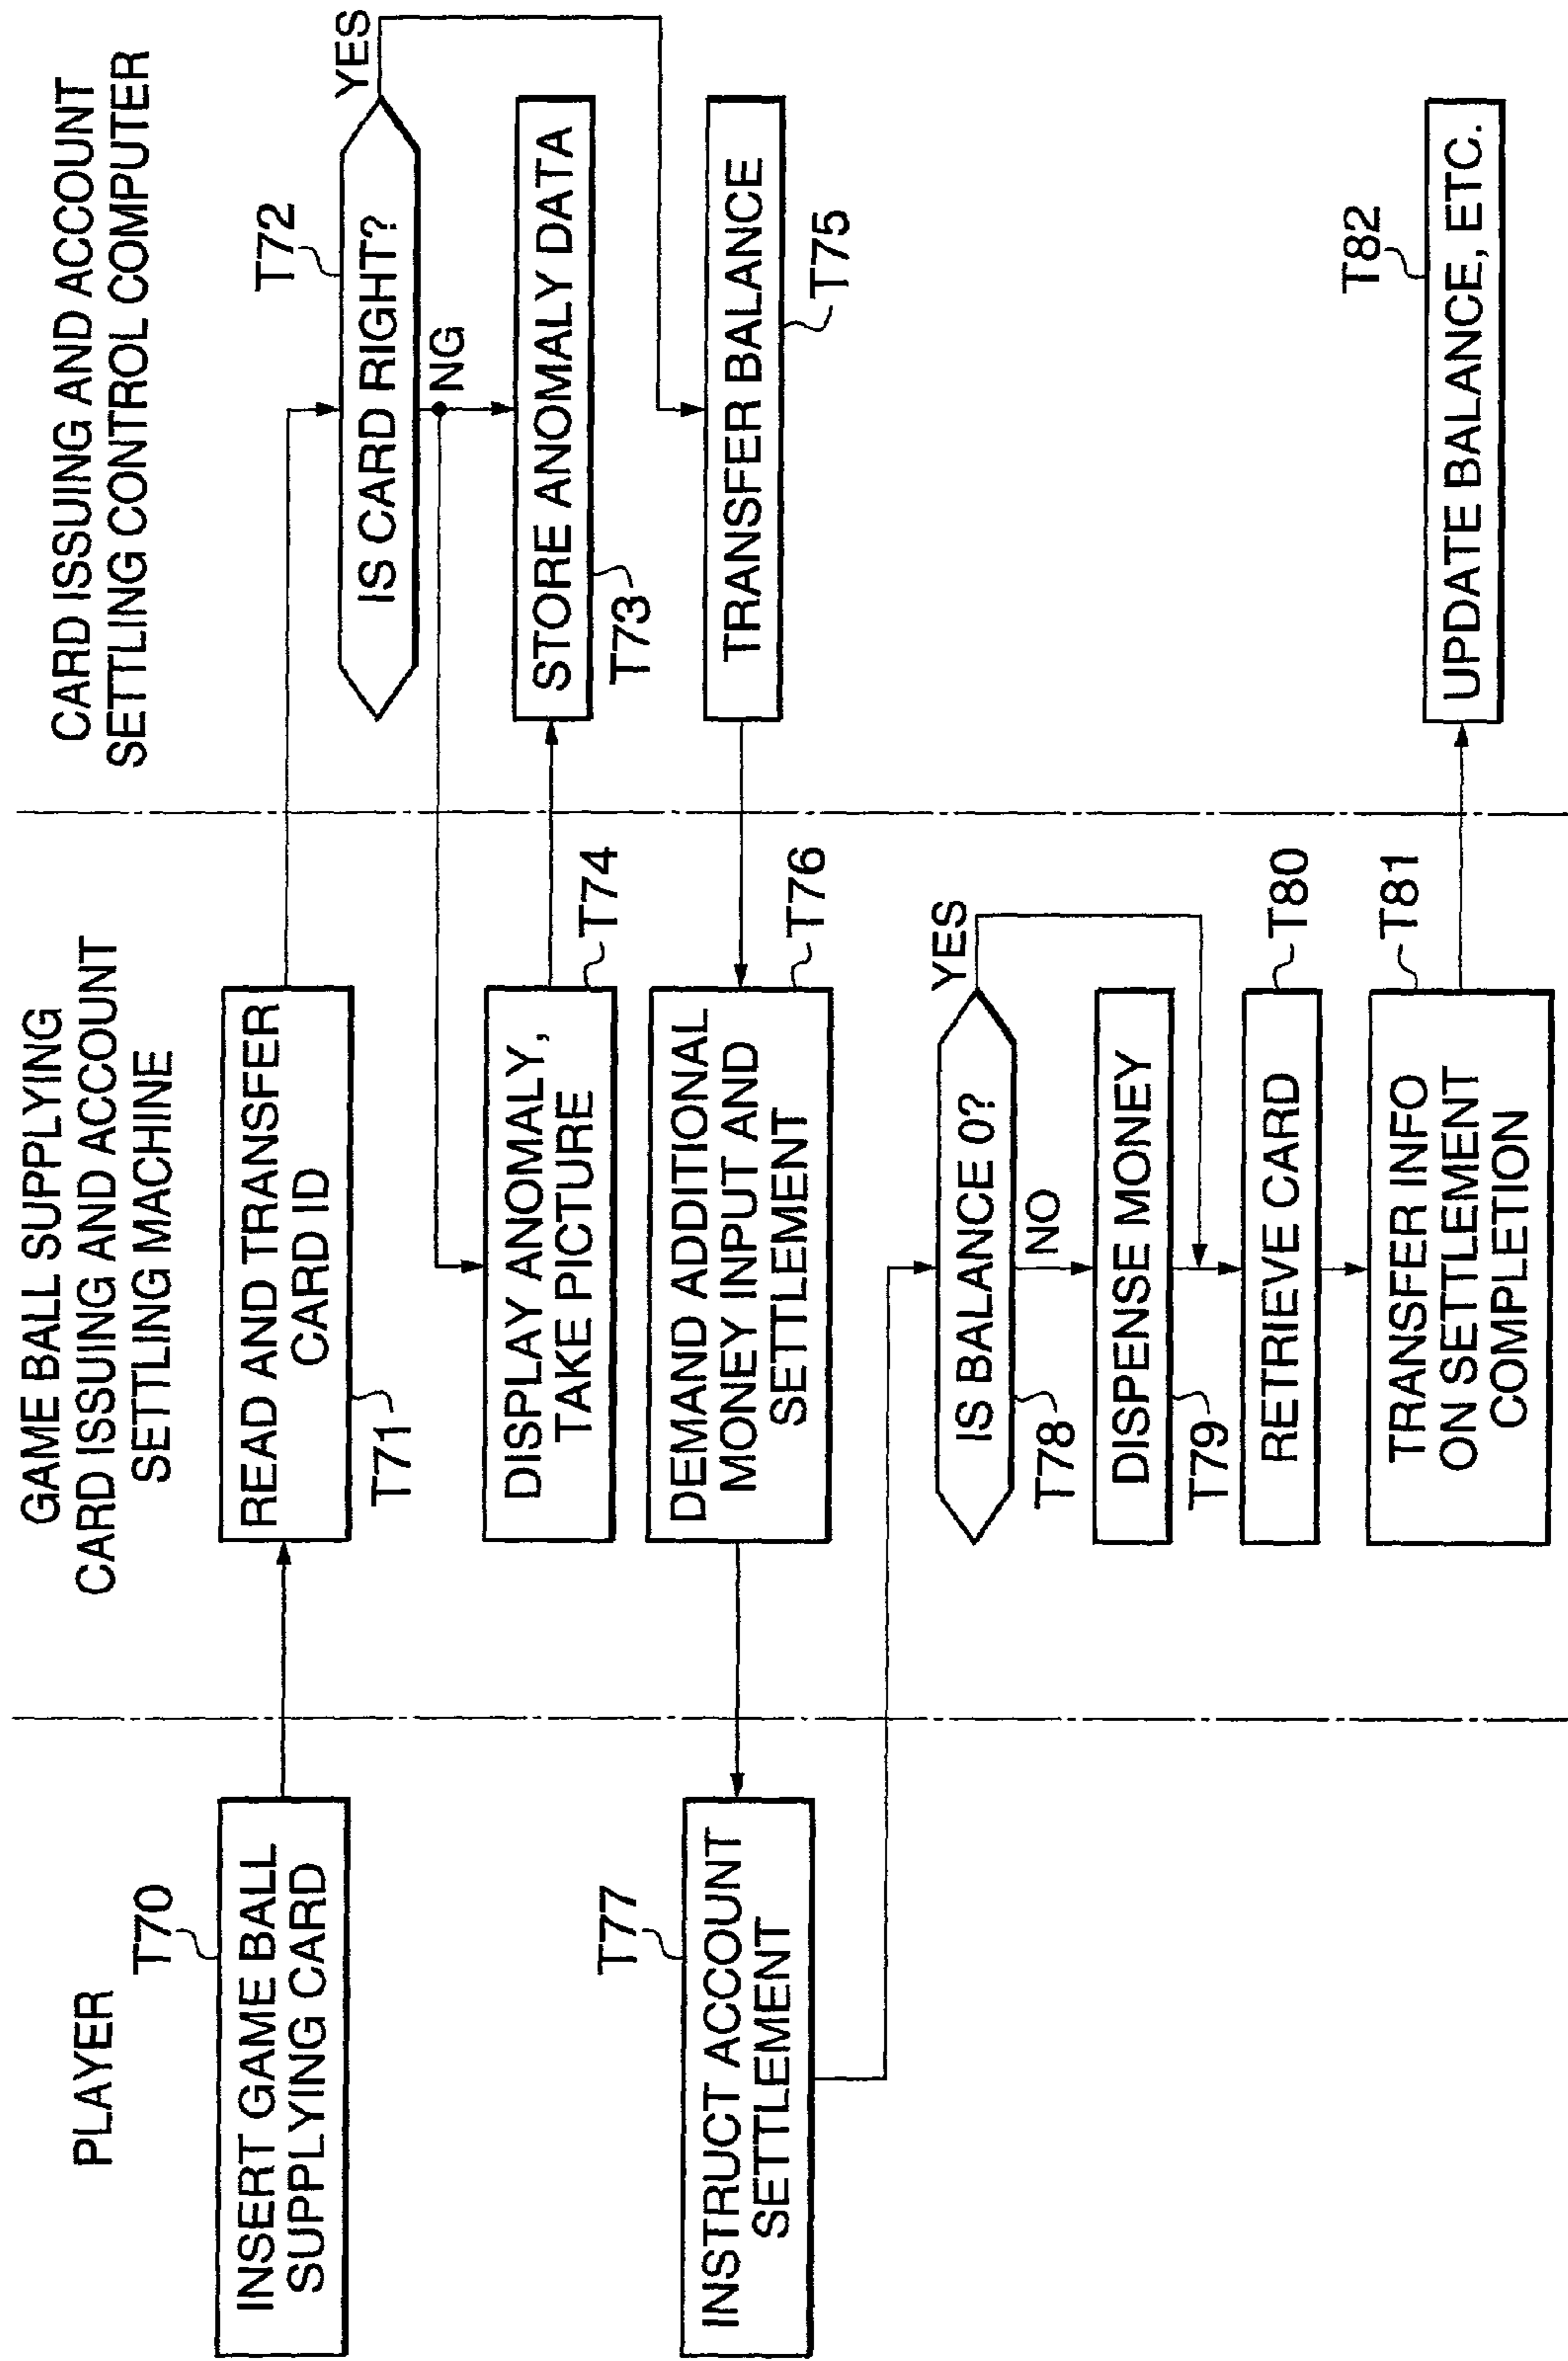 PLAYER
GAME BALL SUPPLYING
CARD ISSUING AND ACCOUNT
SETTLING MACHINE
CARD ISSUING AND ACCOUNT
SETTLING CONTROL COMPUTER
T70
INSERT GAME BALL
SUPPLYING CARD
READ AND TRANSFER
CARD ID
T71
T72
IS CARD RIGHT?
YES
NG
STORE ANOMALY DATA
T73
DISPLAY ANOMALY,
TAKE PICTURE
T74
TRANSFER BALANCE
T75
DEMAND ADDITIONAL
MONEY INPUT AND
SETTLEMENT
T76
T77
INSTRUCT ACCOUNT
SETTLEMENT
IS BALANCE 0?
YES
T78
NO
DISPENSE MONEY
T79
RETRIEVE CARD
T80
TRANSFER INFO
ON SETTLEMENT
COMPLETION
T81
T82
UPDATE BALANCE, ETC.